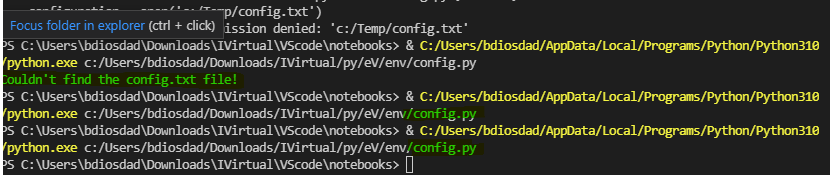 configuration = open('c:/Temp/config.txt')
Focus folder in explorer (ctrl + click)
ission denied: 'c:/Temp/config.txt'
PS C:\Users\bdiosdad\Downloads\IVirtual\VScode\notebooks> & C:/Users/bdiosdad/AppData/Local/Programs/Python/Python310
/python.exe c:/Users/bdiosdad/Downloads/IVirtual/py/eV/env/config.py
Couldn't find the config.txt file!
PS C:\Users\bdiosdad\Downloads\IVirtual\VScode\notebooks> & C:/Users/bdiosdad/AppData/Local/Programs/Python/Python310
/python.exe c:/Users/bdiosdad/Downloads/IVirtual/py/eV/env/config.py
PS C:\Users\bdiosdad\Downloads\IVirtual\VScode\notebooks> & C:/Users/bdiosdad/AppData/Local/Programs/Python/Python310
/python.exe c:/Users/bdiosdad/Downloads/IVirtual/py/eV/env/config.py
PS C:\Users\bdiosdad\Downloads\IVirtual\VScode\notebooks>